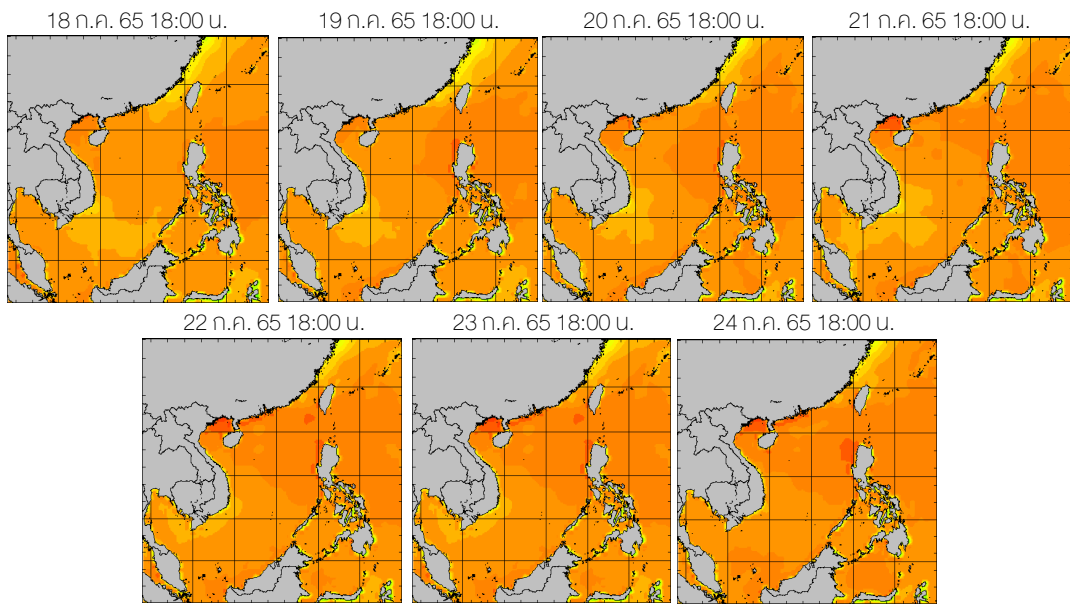 18 ก.ค. 65 18:00 น.
19 ก.ค. 65 18:00 น.
20 ก.ค. 65 18:00 น.
21 ก.ค. 65 18:00 น.
22 ก.ค. 65 18:00 น.
23 ก.ค. 65 18:00 น.
24 ก.ค. 65 18:00 น.